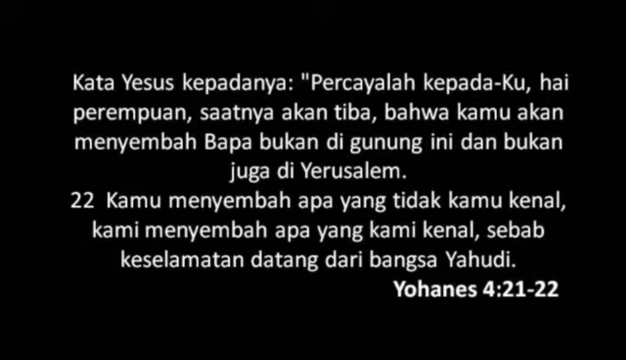 Kata Yesus kepadanya: "Percayalah kepada-Ku, hai
perempuan, saatnya akan tiba, bahwa kamu akan
menyembah Bapa bukan di gunung ini dan bukan
juga di Yerusalem.
22 Kamu menyembah apa yang tidak kamu kenal,
kami menyembah apa yang kami kenal, sebab
keselamatan datang dari bangsa Yahudi.
Yohanes 4:21-22